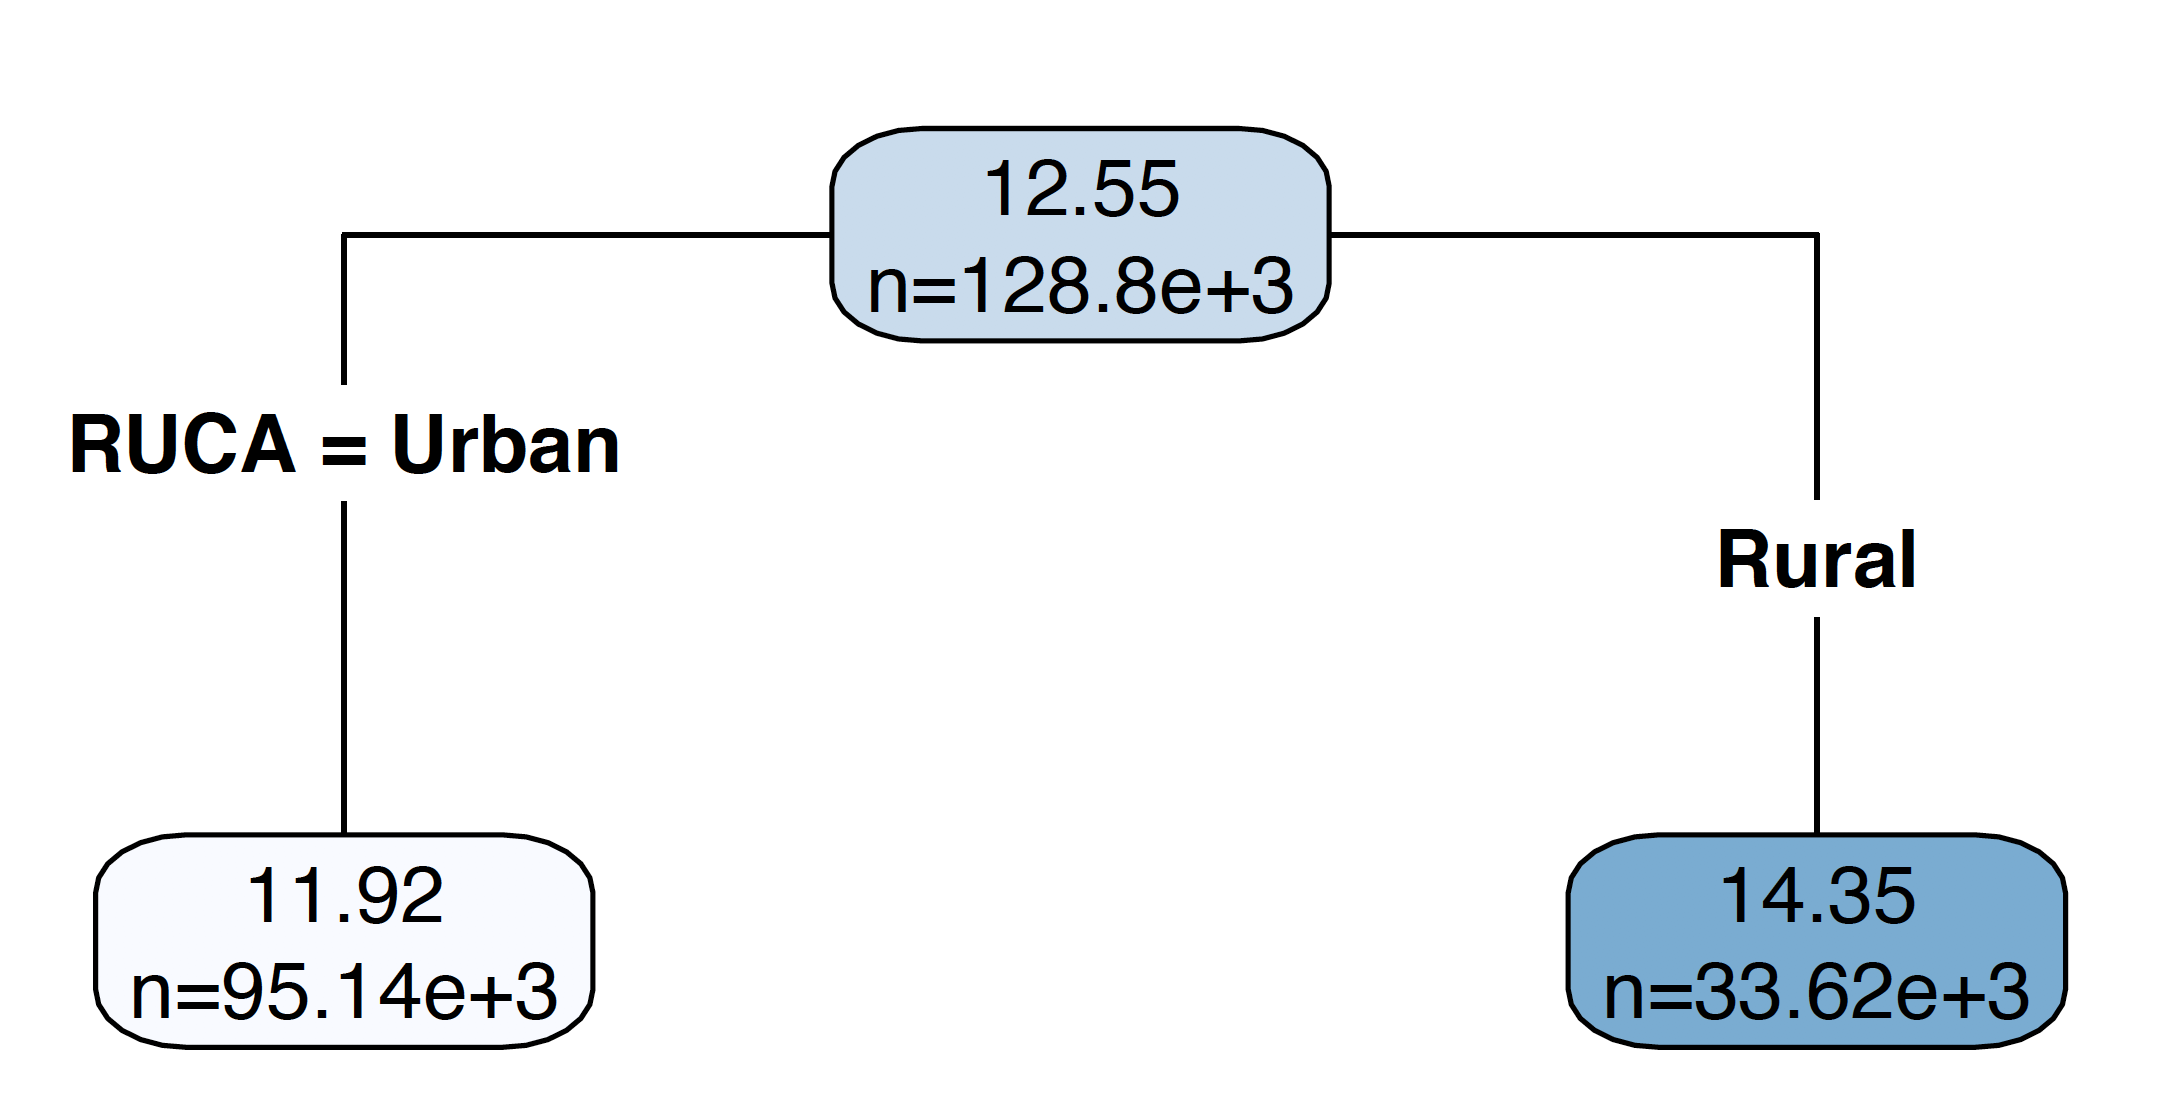 12.55
n=128.8e+3
RUCA = Urban
Rural
11.92
n=95.14e+3
14.35
n=33.62e+3